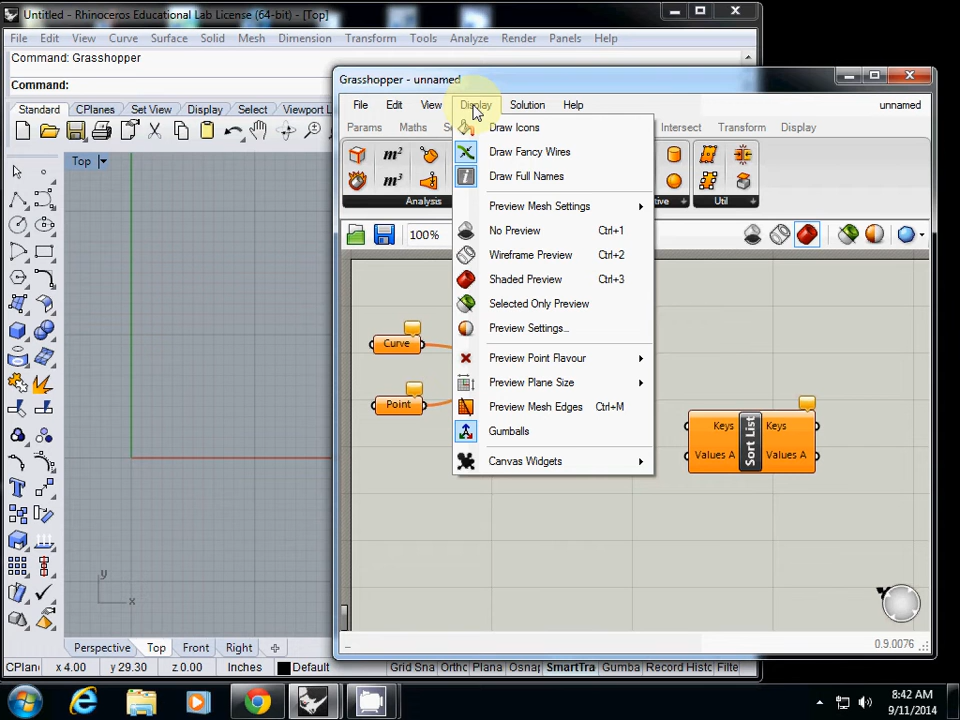 Untitled - Rhinoceros Educational Lab License (64-bit) - [Top]
File Edit View Curve Surface Solid Mesh Dimension Transform Tools Analyze Render Panels Help
Command: Grasshopper
Command:
Standard CPlanes Set View Display Select Viewport L
Top
Grasshopper - unnamed
File Edit View Display Solution Help unnamed
Params Maths Intersect Transform Display
Draw Icons
Draw Fancy Wires
Draw Full Names
Preview Mesh Settings
No Preview Ctrl+1
Wireframe Preview Ctrl+2
Shaded Preview Ctrl+3
Selected Only Preview
Preview Settings...
Preview Point Flavour
Preview Plane Size
Preview Mesh Edges Ctrl+M
Gumballs
Canvas Widgets
m²
m³
Analysis
Util
100%
Curve
Point
Keys Sort List Keys
Values A Values A
y
x
0.9.0076
Perspective Top Front Right
CPlan x 4.00 y 29.30 z 0.00 Inches Default Grid Sna Ortho Plana Osnap SmartTra Gumba Record Histo Filte
8:42 AM
9/11/2014